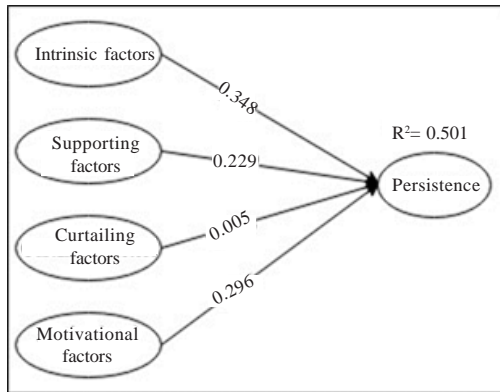 Intrinsic factors
0.348
R²= 0.501
Supporting
factors
0.229
Persistence
Curtailing
factors
0.005
Motivational
factors
0.296